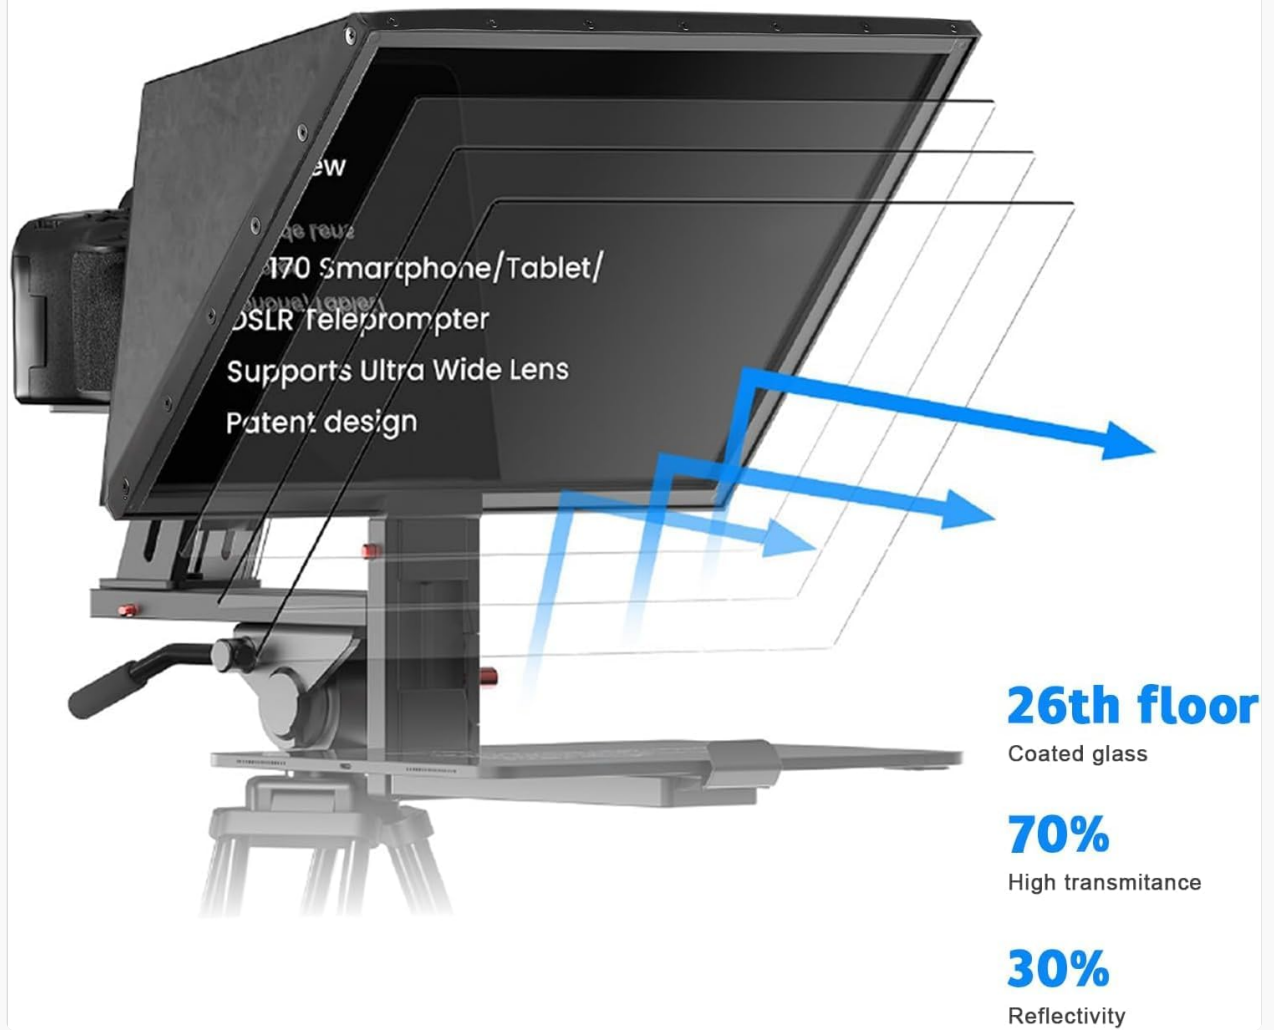 ew
170 Smartphone/Tablet/
DSLR Teleprompter
Supports Ultra Wide Lens
Patent design
26th floor
Coated glass
70%
High transmitance
30%
Reflectivity